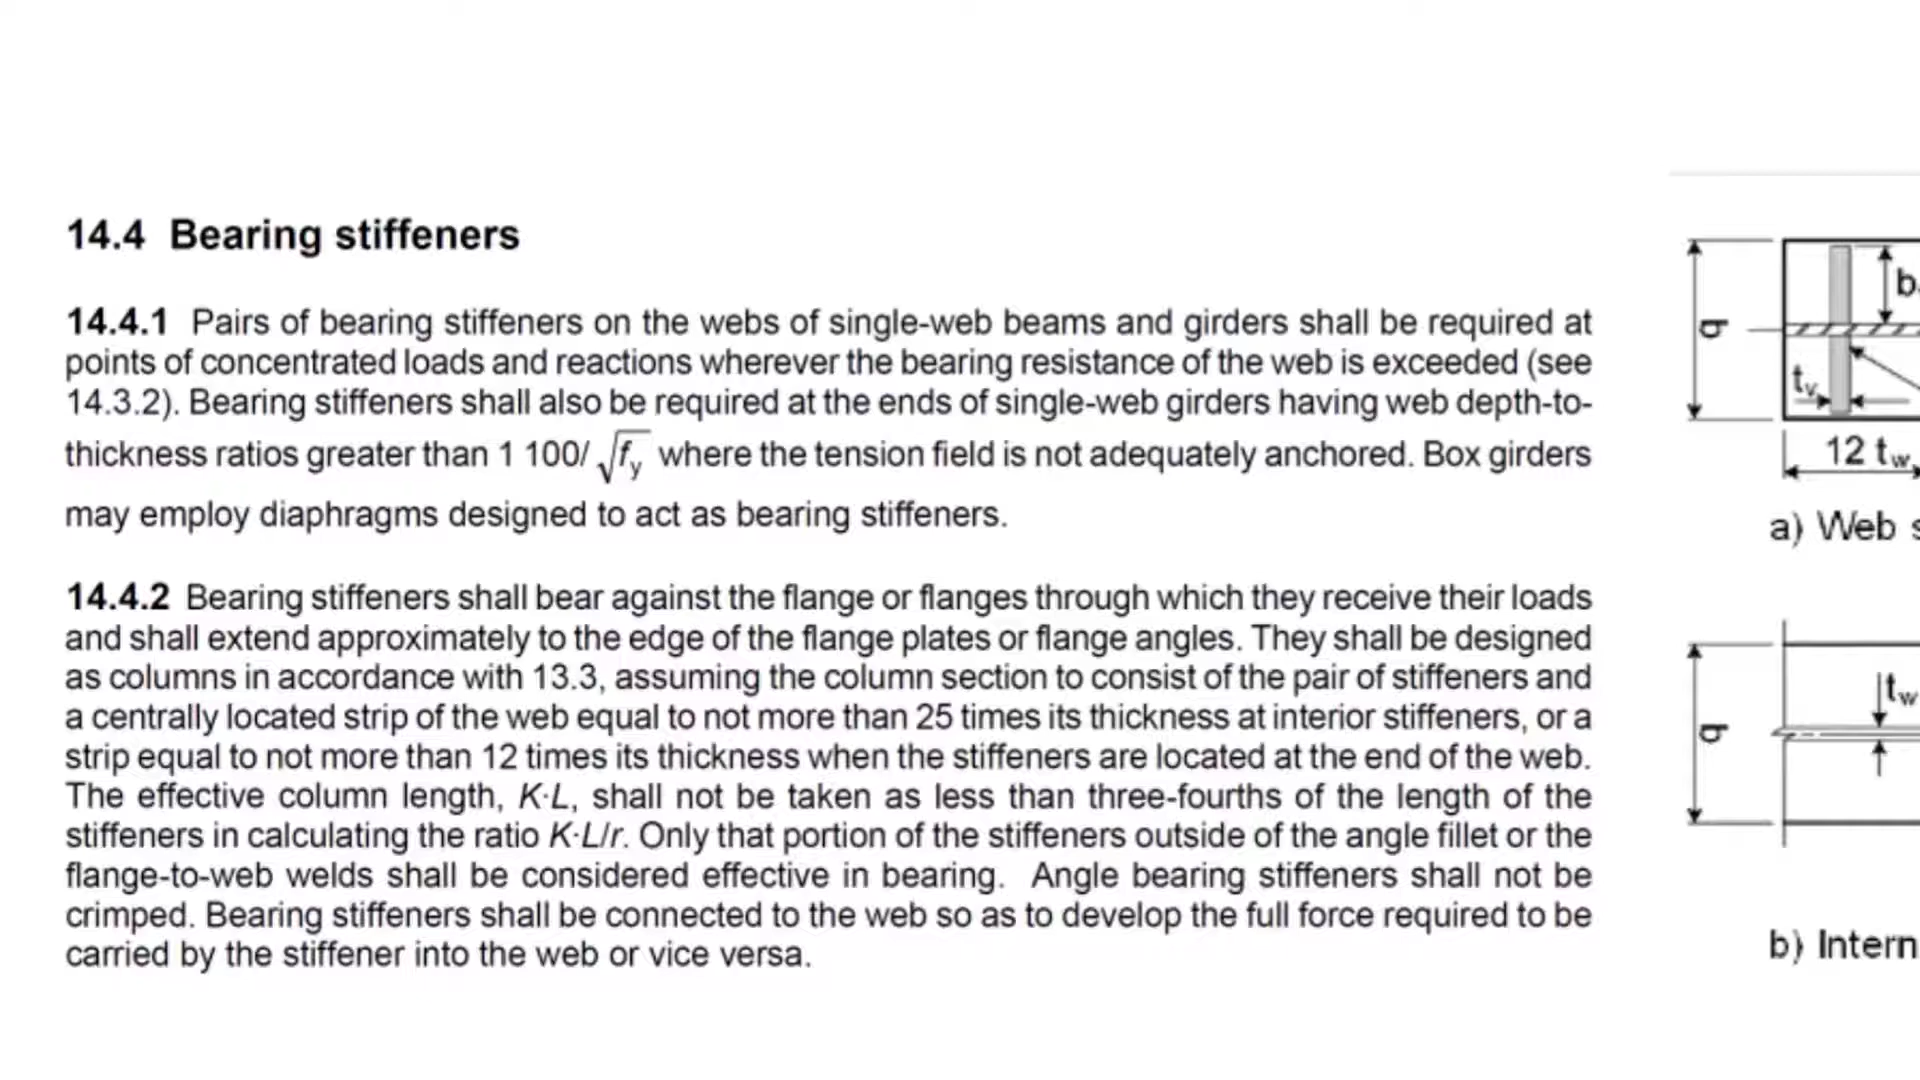 14.4 Bearing stiffeners
14.4.1 Pairs of bearing stiffeners on the webs of single-web beams and girders shall be required at
points of concentrated loads and reactions wherever the bearing resistance of the web is exceeded (see
14.3.2). Bearing stiffeners shall also be required at the ends of single-web girders having web depth-to-
thickness ratios greater than 1 100/ √fy where the tension field is not adequately anchored. Box girders
may employ diaphragms designed to act as bearing stiffeners.
14.4.2 Bearing stiffeners shall bear against the flange or flanges through which they receive their loads
and shall extend approximately to the edge of the flange plates or flange angles. They shall be designed
as columns in accordance with 13.3, assuming the column section to consist of the pair of stiffeners and
a centrally located strip of the web equal to not more than 25 times its thickness at interior stiffeners, or a
strip equal to not more than 12 times its thickness when the stiffeners are located at the end of the web.
The effective column length, K·L, shall not be taken as less than three-fourths of the length of the
stiffeners in calculating the ratio K·L/r. Only that portion of the stiffeners outside of the angle fillet or the
flange-to-web welds shall be considered effective in bearing. Angle bearing stiffeners shall not be
crimped. Bearing stiffeners shall be connected to the web so as to develop the full force required to be
carried by the stiffener into the web or vice versa.
b
b
tv
12 tw
a) Web
tw
b
b) Intern